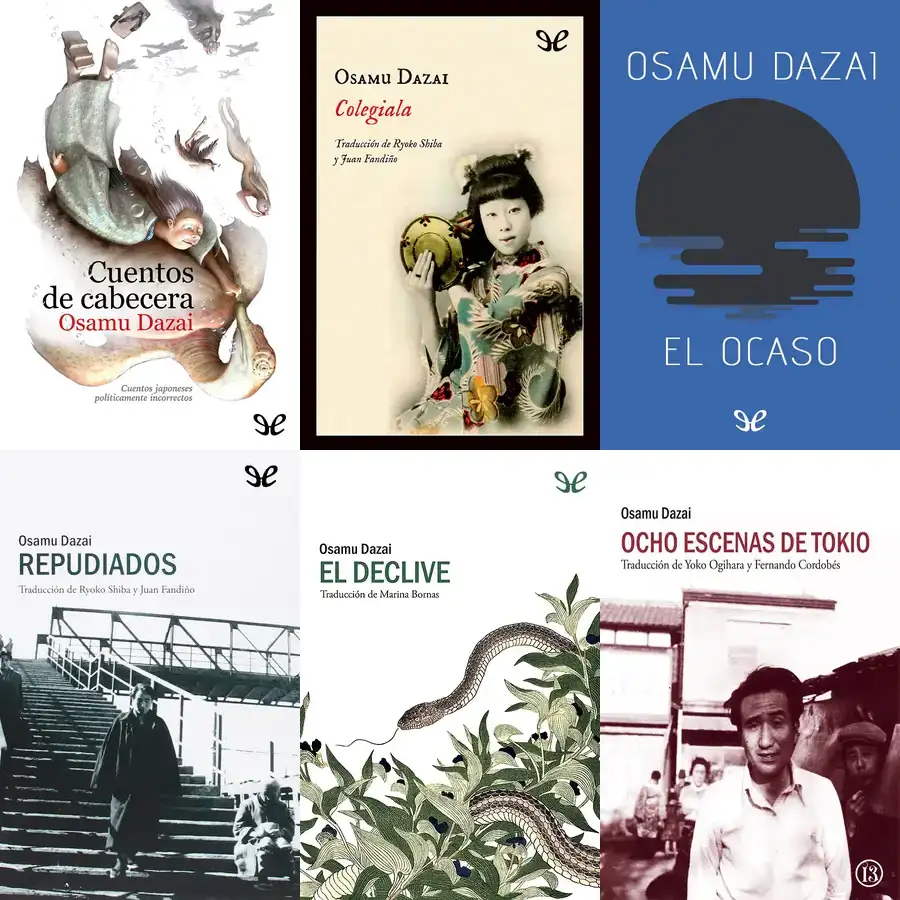 Cuentos
de cabecera
Osamu Dazai
Cuentos japoneses
políticamente incorrectos
Osamu Dazai
Colegiala
Traducción de Ryoko Shiba
y Juan Fandiño
OSAMU DAZAI
EL OCASO
Osamu Dazai
REPUDIADOS
Traducción de Ryoko Shiba y Juan Fandiño
Osamu Dazai
EL DECLIVE
Traducción de Marina Bornas
Osamu Dazai
OCHO ESCENAS DE TOKIO
Traducción de Yoko Ogihara y Fernando Cordobés
13